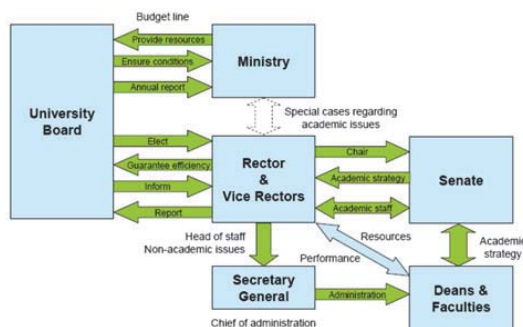 Budget line
Provide resources
Ensure conditions
Annual report
University
Board
Ministry
Special cases regarding
academic issues
Elect
Guarantee efficiency
Inform
Report
Rector
&
Vice Rectors
Chair
Academic strategy
Academic staff
Senate
Head of staff
Non-academic issues
Resources
Performance
Academic
strategy
Secretary
General
Administration
Deans &
Faculties
Chief of administration